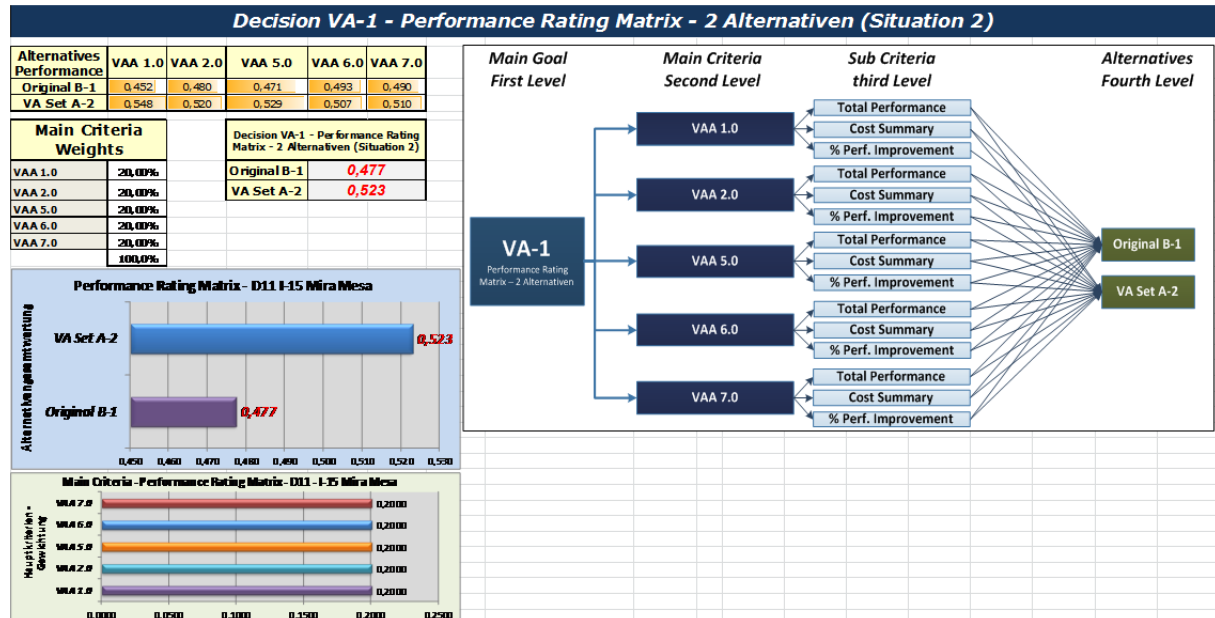 Decision VA-1 - Performance Rating Matrix - 2 Alternativen (Situation 2)
Alternatives Performance VAA 1.0 VAA 2.0 VAA 5.0 VAA 6.0 VAA 7.0
Original B-1 0,452 0,480 0,471 0,493 0,490
VA Set A-2 0,548 0,520 0,529 0,507 0,510
Main Criteria
Weights
VAA 1.0 20,00%
VAA 2.0 20,00%
VAA 5.0 20,00%
VAA 6.0 20,00%
VAA 7.0 20,00%
100,0%
Decision VA-1 - Performance Rating
Matrix - 2 Alternativen (Situation 2)
Original B-1 0,477
VA Set A-2 0,523
Performance Rating Matrix - D11 I-15 Mira Mesa
Alternativengesamtwertung
VA Set A-2 0,523
Original B-1 0,477
0,450 0,460 0,470 0,480 0,490 0,500 0,510 0,520 0,530
Main Criteria - Performance Rating Matrix - D11 - I-15 Mira Mesa
Hauptkriterien -
Gewichtung
VAA 7.0 0,2000
VAA 6.0 0,2000
VAA 5.0 0,2000
VAA 2.0 0,2000
VAA 1.0 0,2000
0,0000 0,0500 0,1000 0,1500 0,2000 0,2500
Main Goal
First Level
Main Criteria
Second Level
Sub Criteria
third Level
Alternatives
Fourth Level
VA-1
Performance Rating
Matrix – 2 Alternativen
VAA 1.0
Total Performance
Cost Summary
% Perf. Improvement
VAA 2.0
Total Performance
Cost Summary
% Perf. Improvement
VAA 5.0
Total Performance
Cost Summary
% Perf. Improvement
VAA 6.0
Total Performance
Cost Summary
% Perf. Improvement
VAA 7.0
Total Performance
Cost Summary
% Perf. Improvement
Original B-1
VA Set A-2